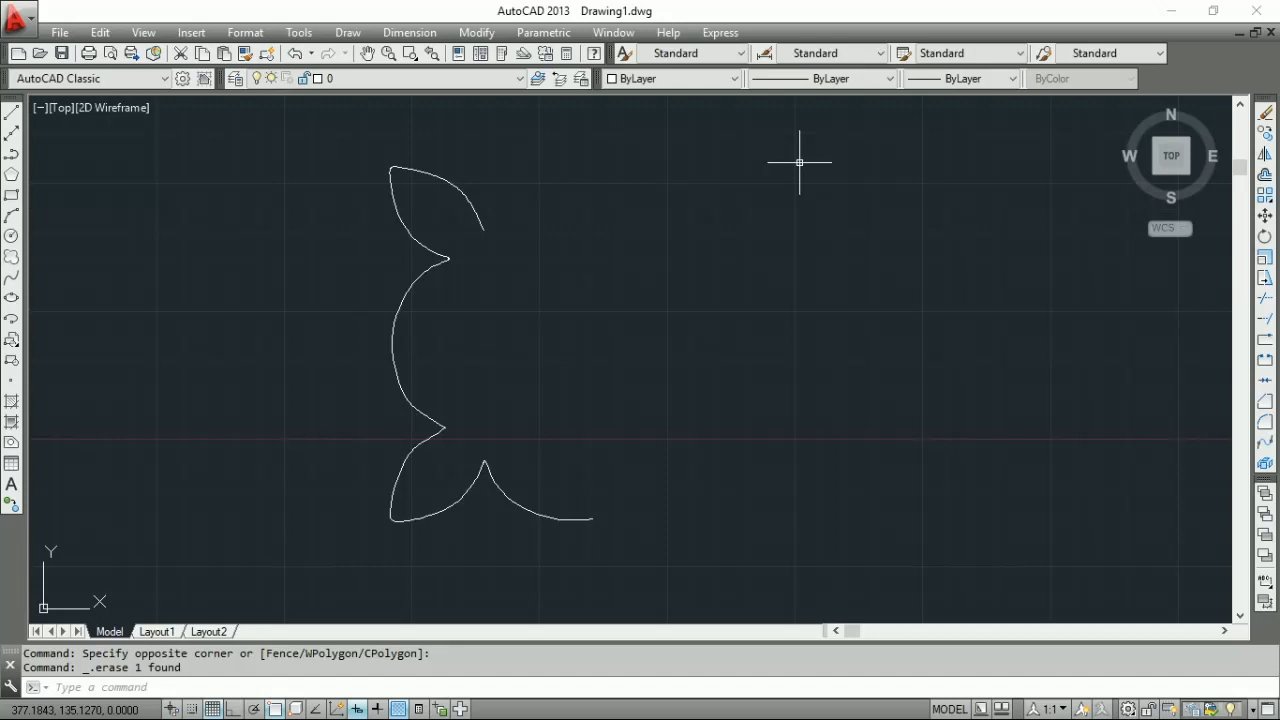 AutoCAD 2013 Drawing1.dwg
File Edit View Insert Format Tools Draw Dimension Modify Parametric Window Help Express
Standard Standard Standard Standard
AutoCAD Classic 0 ByLayer ByLayer ByLayer ByColor
[−][Top][2D Wireframe]
N
W TOP E
S
WCS
Y
X
Model Layout1 Layout2
Command: Specify opposite corner or [Fence/WPolygon/CPolygon]:
Command: _.erase 1 found
Type a command
377.1843, 135.1270, 0.0000 MODEL 1:1